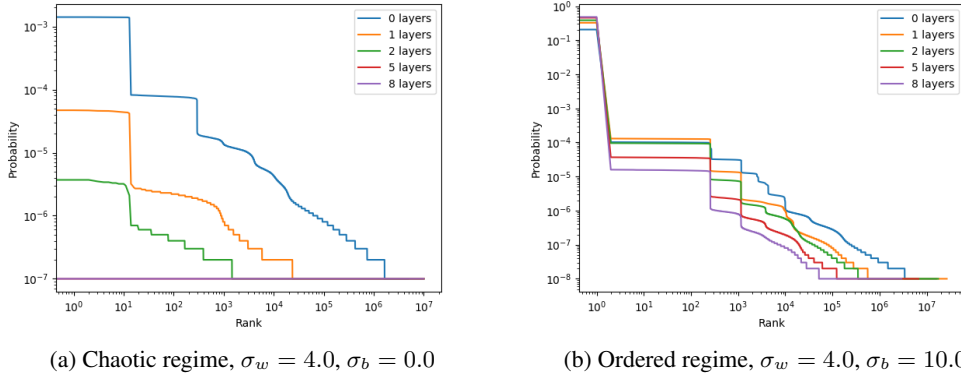 10⁻³
10⁻⁴
10⁻⁵
10⁻⁶
10⁻⁷
Probability
10⁰ 10¹ 10² 10³ 10⁴ 10⁵ 10⁶ 10⁷
Rank
0 layers
1 layers
2 layers
5 layers
8 layers
(a) Chaotic regime, σ_w = 4.0, σ_b = 0.0
10⁰
10⁻¹
10⁻²
10⁻³
10⁻⁴
10⁻⁵
10⁻⁶
10⁻⁷
10⁻⁸
Probability
10⁰ 10¹ 10² 10³ 10⁴ 10⁵ 10⁶ 10⁷
Rank
0 layers
1 layers
2 layers
5 layers
8 layers
(b) Ordered regime, σ_w = 4.0, σ_b = 10.0